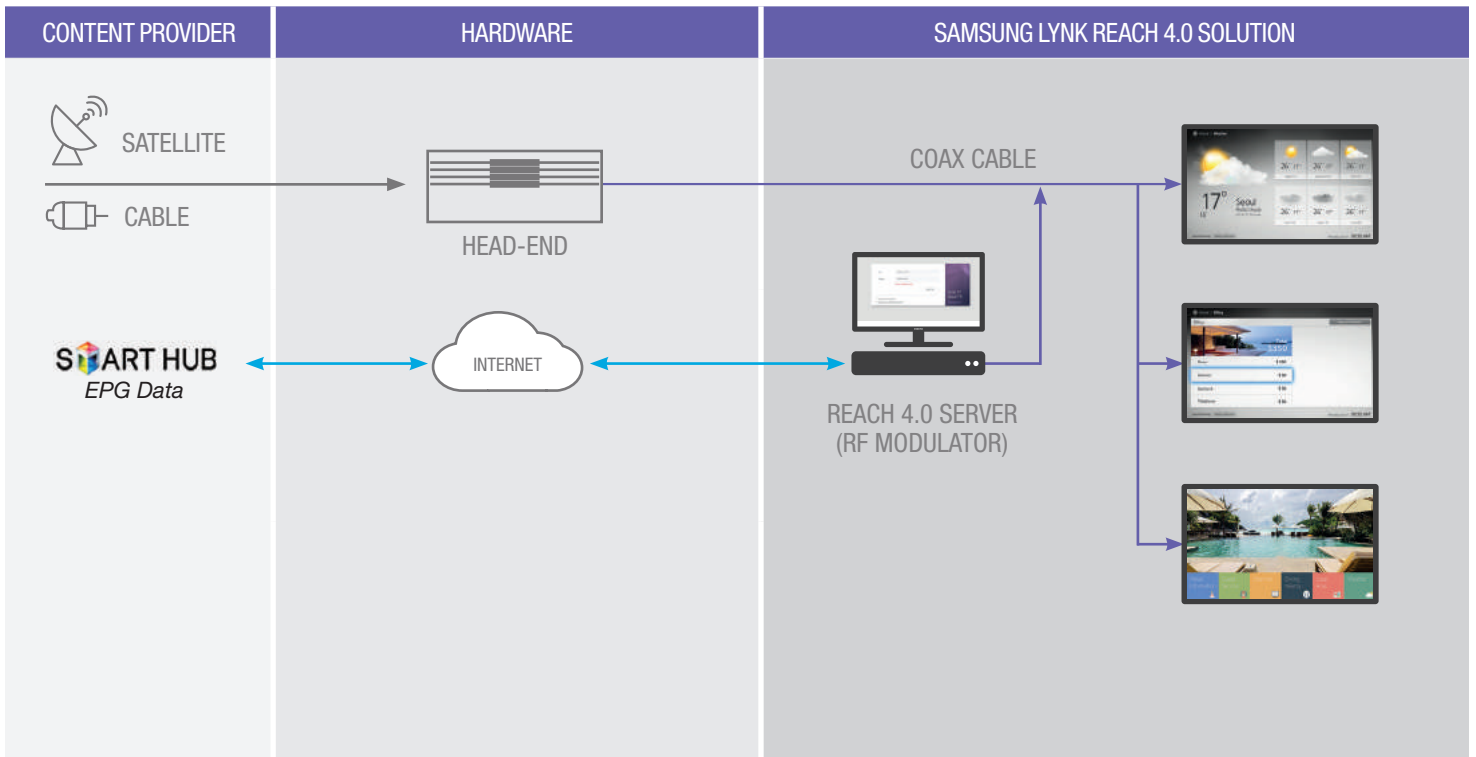 CONTENT PROVIDER
HARDWARE
SAMSUNG LYNK REACH 4.0 SOLUTION
SATELLITE
CABLE
HEAD-END
COAX CABLE
SMART HUB
EPG Data
INTERNET
REACH 4.0 SERVER
(RF MODULATOR)
17°
Seoul